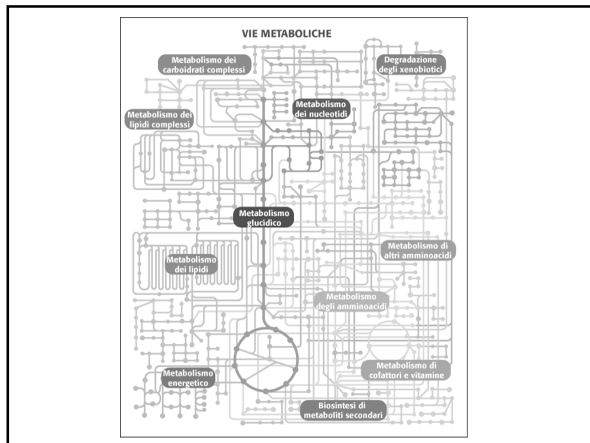 VIE METABOLICHE
Metabolismo dei
carboidrati complessi
Degradazione
degli xenobiotici
Metabolismo dei
lipidi complessi
Metabolismo
dei nucleotidi
Metabolismo
glucidico
Metabolismo di
altri amminoacidi
Metabolismo
dei lipidi
Metabolismo
degli amminoacidi
Metabolismo
energetico
Metabolismo di
cofattori e vitamine
Biosintesi di
metaboliti secondari